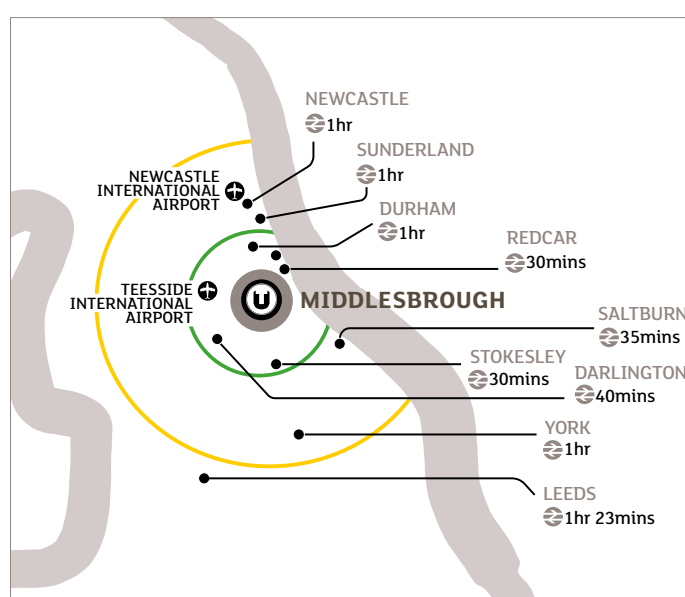 NEWCASTLE
1hr
SUNDERLAND
1hr
NEWCASTLE
INTERNATIONAL
AIRPORT
DURHAM
1hr
REDCAR
30mins
TEESSIDE
INTERNATIONAL
AIRPORT
MIDDLESBROUGH
SALTBURN
35mins
STOKESLEY
30mins
DARLINGTON
40mins
YORK
1hr
LEEDS
1hr 23mins